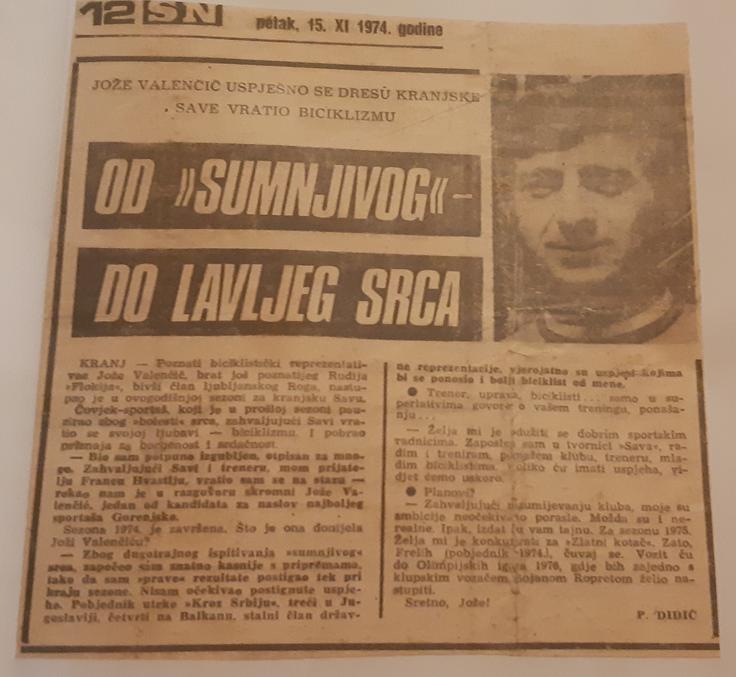 12 SN petak, 15. XI 1974. godine
JOŽE VALENČIČ USPJEŠNO SE DRESU KRANJSKE
SAVE VRATIO BICIKLIZMU
OD »SUMNJIVOG« –
DO LAVLJEG SRCA
KRANJ — Poznati biciklistički reprezentati-
vac Jože Valenčič, brat još poznatijeg Rudija
»Flokija«, bivši član ljubljanskog Roga, nastu-
pao je u ovogodišnjoj sezoni za kranjsku Savu.
Čovjek-sportaš, koji je u prošloj sezoni pau-
zirao zbog »bolesti« srca, zahvaljujući Savi vra-
tio se svojoj ljubavi — biciklizmu. I pobrao
priznaja za borbenost i srdačnost.
— Bio sam potpuno izgubljen, otpisan za mno-
ge. Zahvaljujući Savi i treneru, mom prijate-
lju Francu Hvastiju, vratio sam se na stazu —
rekao nam je u razgovoru skromni Jože Va-
lenčič, jedan od kandidata za naslov najboljeg
sportaša Gorenjske.
Sezona 1974. je završena. Što je ona donijela
Joži Valenčiču?
— Zbog dugotrajnog ispitivanja »sumnjivog«
srca, započeo sam znatno kasnije s pripremama,
tako da sam »prave« rezultate postigao tek pri
kraju sezone. Nisam očekivao postignute uspje-
he. Pobjednik utrke »Kroz Srbiju«, treći u Ju-
goslaviji, četvrti na Balkanu, stalni član držav-
ne reprezentacije, vjerojatno su uspjesi kojima
bi se ponosio i bolji biciklist od mene.
● Trener, uprava, biciklisti... samo u su-
perlativima govore o vašem treningu, ponaša-
nju...
— Želja mi je odužiti se dobrim sportskim
radnicima. Zaposlen sam u tvornici »Sava«, ra-
dim i treniram, pomažem klubu, treneru, mla-
đim biciklistima. Koliko ću imati uspjeha, vi-
djet ćemo uskoro.
● Planovi?
— Zahvaljujući razumijevanju kluba, moje su
ambicije neočekivano porasle. Možda su i ne-
realne. Ipak, izdat ću vam tajnu. Za sezonu 1975.
Želja mi je konkurirati za »Zlatni kotač«. Zato,
Frelih (pobjednik 1974.), čuvaj se. Vozit ću
do Olimpijskih igara 1976, gdje bih zajedno s
klupskim vozačem Bojanom Ropretom želio na-
stupiti.
Sretno, Jože!
P. DIDIĆ